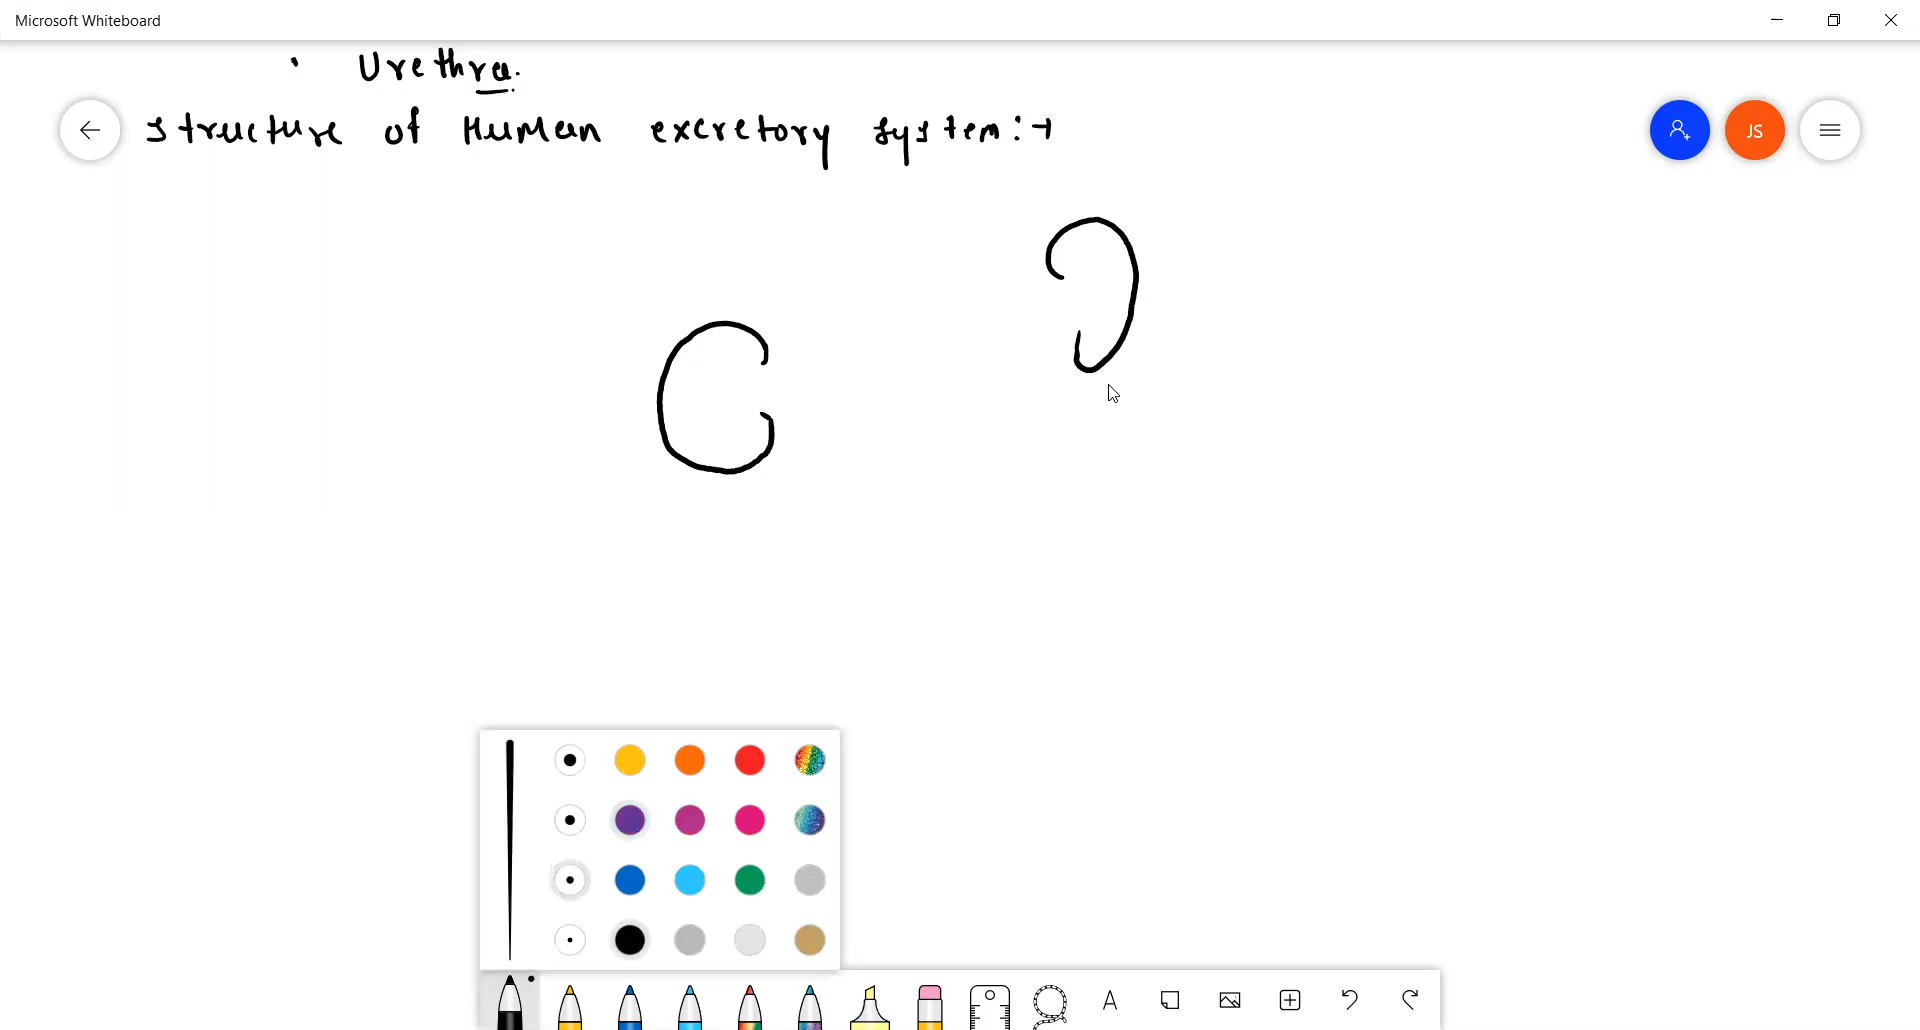 Microsoft Whiteboard
• Urethra.
structure of Human excretory system:→
JS